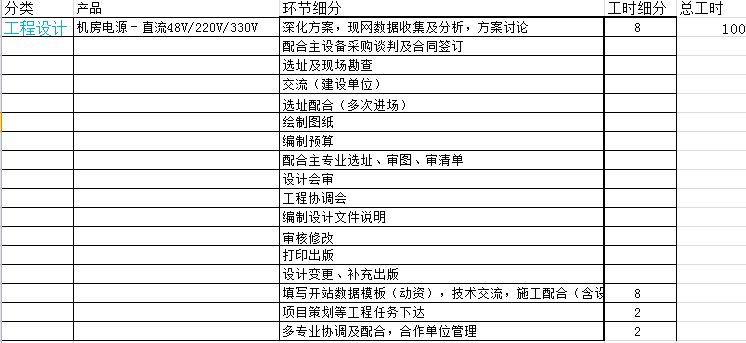 分类 产品 环节细分 工时细分 总工时
工程设计 机房电源－直流48V/220V/330V 深化方案，现网数据收集及分析，方案讨论 8 100
配合主设备采购谈判及合同签订
选址及现场勘查
交流（建设单位）
选址配合（多次进场）
绘制图纸
编制预算
配合主专业选址、审图、审清单
设计会审
工程协调会
编制设计文件说明
审核修改
打印出版
设计变更、补充出版
填写开站数据模板（动资），技术交流，施工配合（含设 8
项目策划等工程任务下达 2
多专业协调及配合，合作单位管理 2